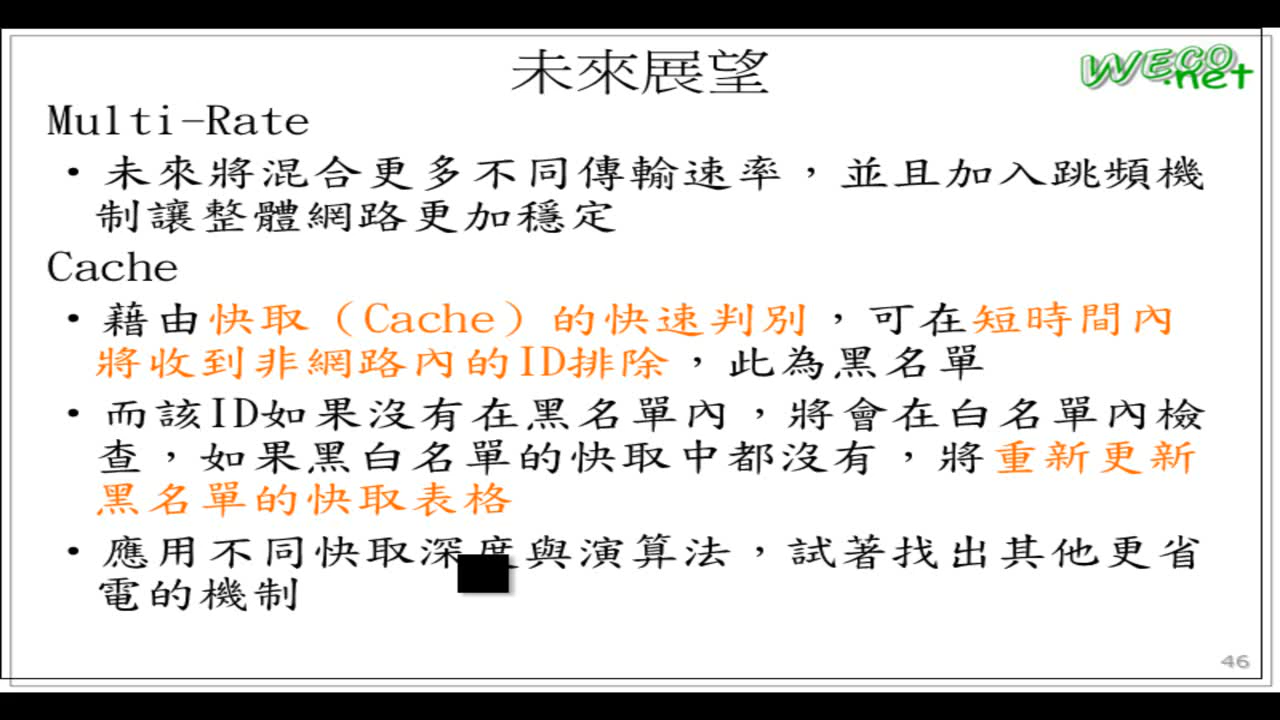 未來展望
WECO.net
Multi-Rate
• 未來將混合更多不同傳輸速率，並且加入跳頻機
制讓整體網路更加穩定
Cache
• 藉由快取（Cache）的快速判別，可在短時間內
將收到非網路內的ID排除，此為黑名單
• 而該ID如果沒有在黑名單內，將會在白名單內檢
查，如果黑白名單的快取中都沒有，將重新更新
黑名單的快取表格
• 應用不同快取深度與演算法，試著找出其他更省
電的機制
46